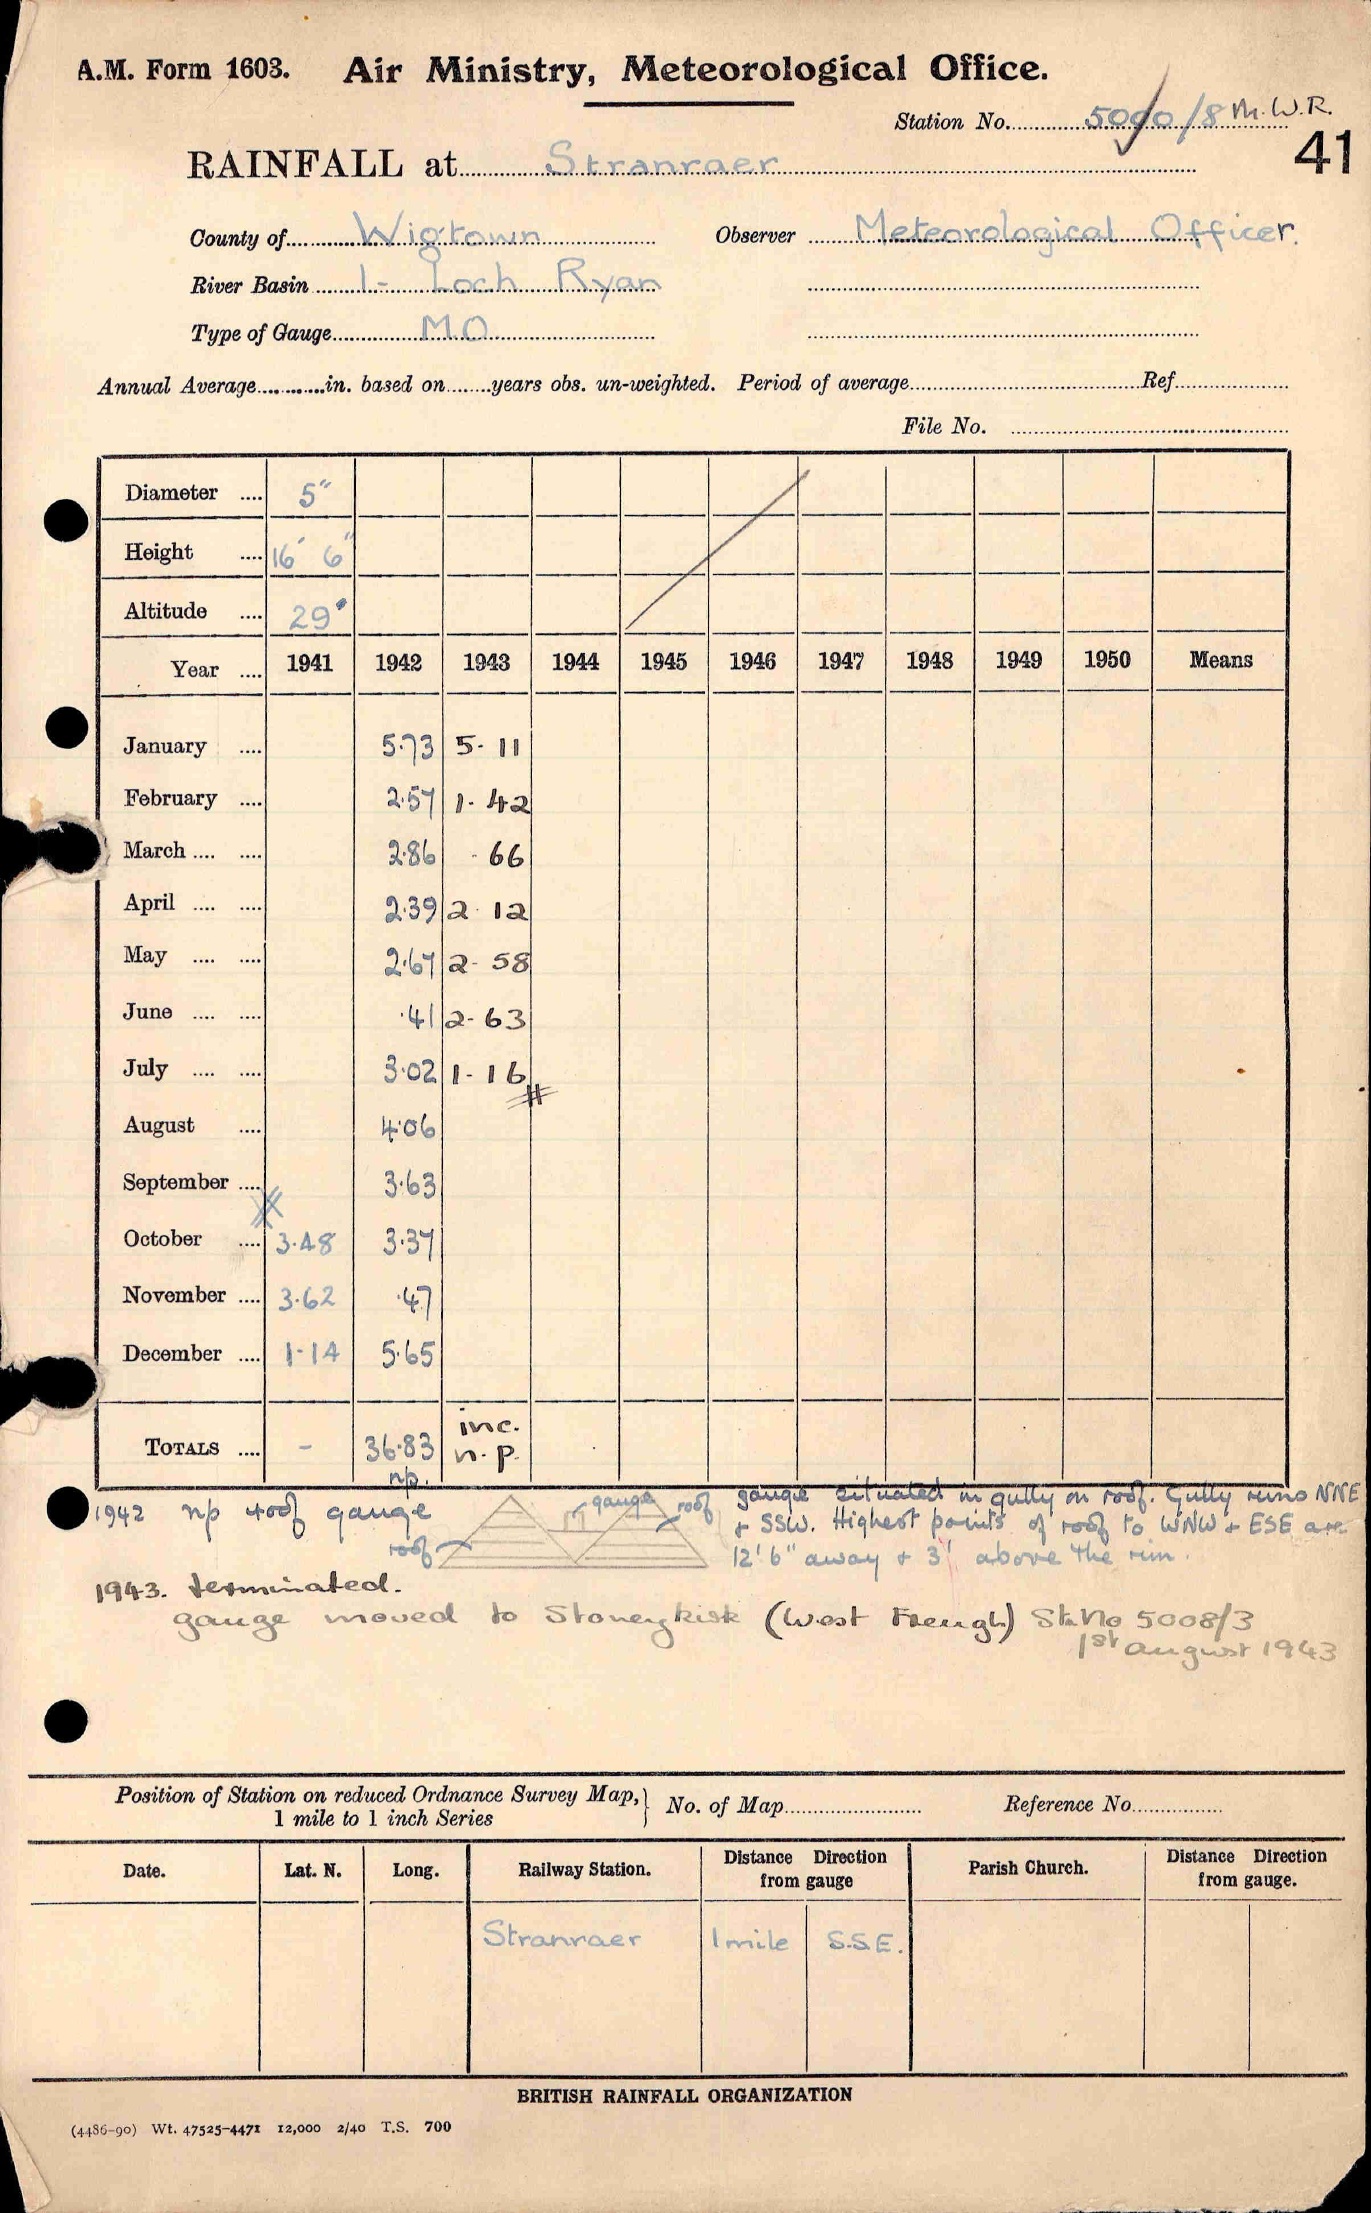 A.M. Form 1603. Air Ministry, Meteorological Office.
Station No. 5000/8 M.W.R.
41
RAINFALL at Stranraer
County of Wigtown Observer Meteorological Officer.
River Basin 1- Loch Ryan
Type of Gauge M.O.
Annual Average..........in. based on.......years obs. un-weighted. Period of average..........Ref..........
File No. ..........
Diameter .... 5"
Height .... 16' 6"
Altitude .... 29'
Year .... 1941 1942 1943 1944 1945 1946 1947 1948 1949 1950 Means
January .... 5.73 5.11
February .... 2.57 1.42
March .... .... 2.86 .66
April .... .... 2.39 2.12
May .... .... 2.67 2.58
June .... .... .41 2.63
July .... .... 3.02 1.16
August .... 4.06
September .... 3.63
October .... 3.48 3.37
November .... 3.62 .47
December .... 1.14 5.65
TOTALS .... - 36.83 np. inc. n.p.
1942 np roof gauge
roof gauge roof
gauge situated in gully on roof. Gully runs NNE
+ SSW. Highest points of roof to WNW + ESE are
12' 6" away + 3' above the rim.
1943. terminated.
gauge moved to Stoneykirk (West Freugh) St. No 5008/3
1st august 1943
Position of Station on reduced Ordnance Survey Map, 1 mile to 1 inch Series } No. of Map.......... Reference No..........
Date. Lat. N. Long. Railway Station. Distance Direction from gauge Parish Church. Distance Direction from gauge.
Stranraer 1 mile S.S.E.
BRITISH RAINFALL ORGANIZATION
(4486-90) Wt. 47525-4471 12,000 2/40 T.S. 700